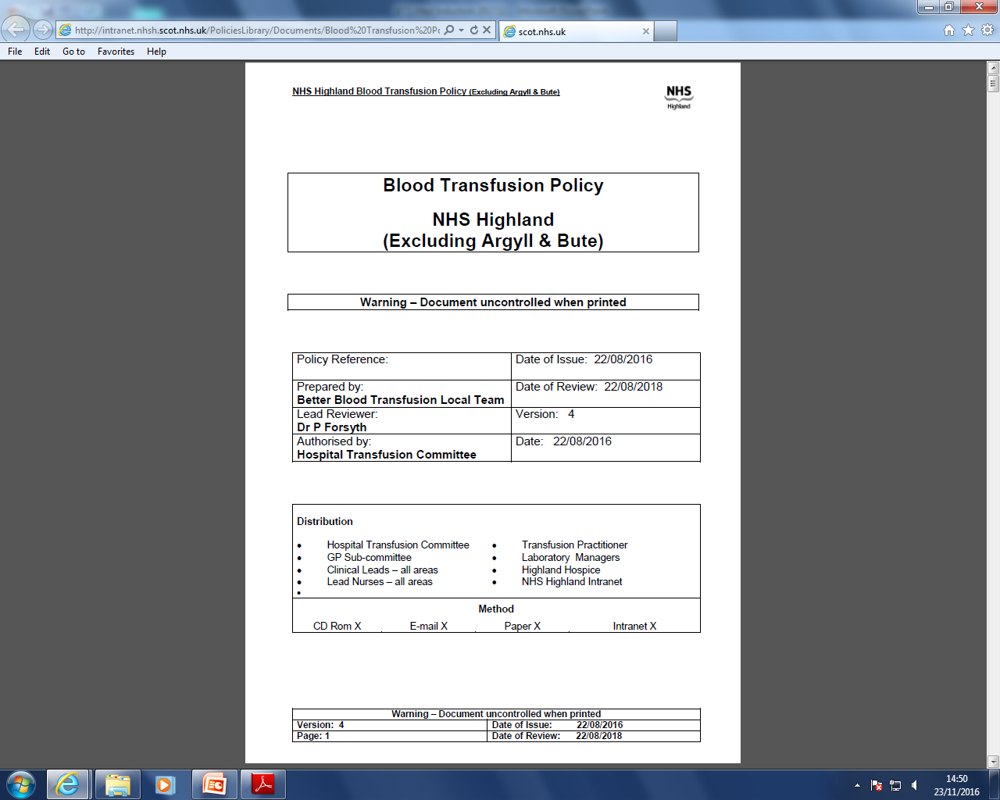 http://intranet.nhsh.scot.nhs.uk/PoliciesLibrary/Documents/Blood%20Transfusion%20Po
scot.nhs.uk
File Edit Go to Favorites Help
NHS Highland Blood Transfusion Policy (Excluding Argyll & Bute)
NHS
Highland
Blood Transfusion Policy
NHS Highland
(Excluding Argyll & Bute)
Warning – Document uncontrolled when printed
Policy Reference: Date of Issue: 22/08/2016
Prepared by: Date of Review: 22/08/2018
Better Blood Transfusion Local Team
Lead Reviewer: Version: 4
Dr P Forsyth
Authorised by: Date: 22/08/2016
Hospital Transfusion Committee
Distribution
• Hospital Transfusion Committee • Transfusion Practitioner
• GP Sub-committee • Laboratory Managers
• Clinical Leads – all areas • Highland Hospice
• Lead Nurses – all areas • NHS Highland Intranet
•
Method
CD Rom X E-mail X Paper X Intranet X
Warning – Document uncontrolled when printed
Version: 4 Date of Issue: 22/08/2016
Page: 1 Date of Review: 22/08/2018
14:50
23/11/2016